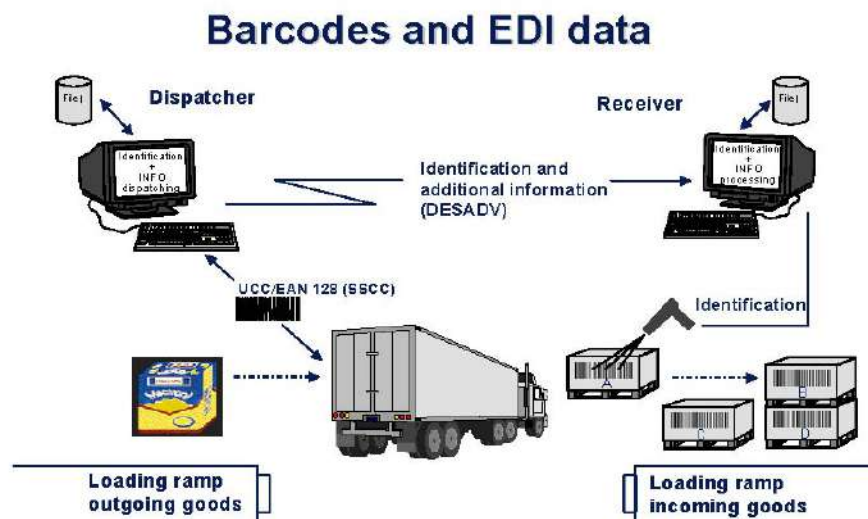 Barcodes and EDI data
File
Dispatcher
Receiver
File
Identification
+
INFO
dispatching
Identification and
additional information
(DESADV)
Identification
+
INFO
processing
UCC/EAN 128 (SSCC)
Identification
A
B
C
D
Loading ramp
outgoing goods
Loading ramp
incoming goods